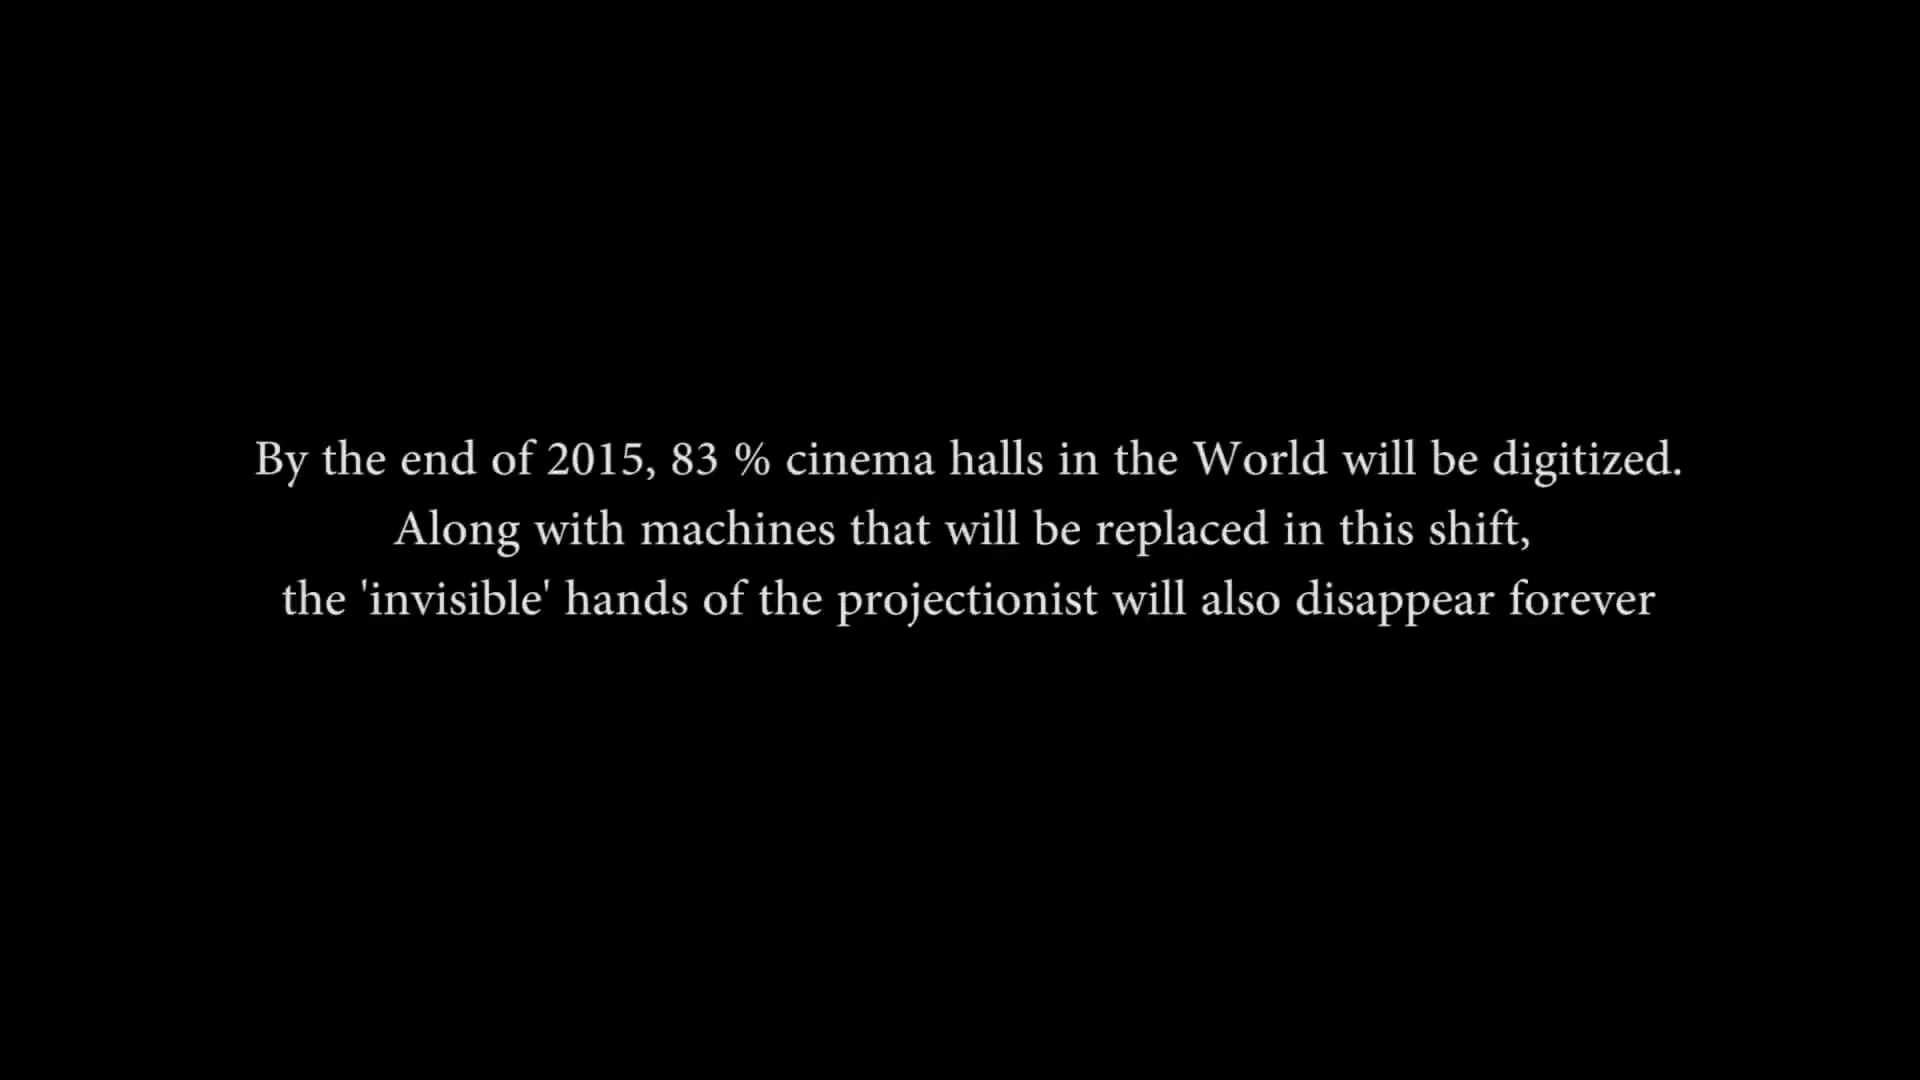 By the end of 2015, 83 % cinema halls in the World will be digitized.
Along with machines that will be replaced in this shift,
the 'invisible' hands of the projectionist will also disappear forever